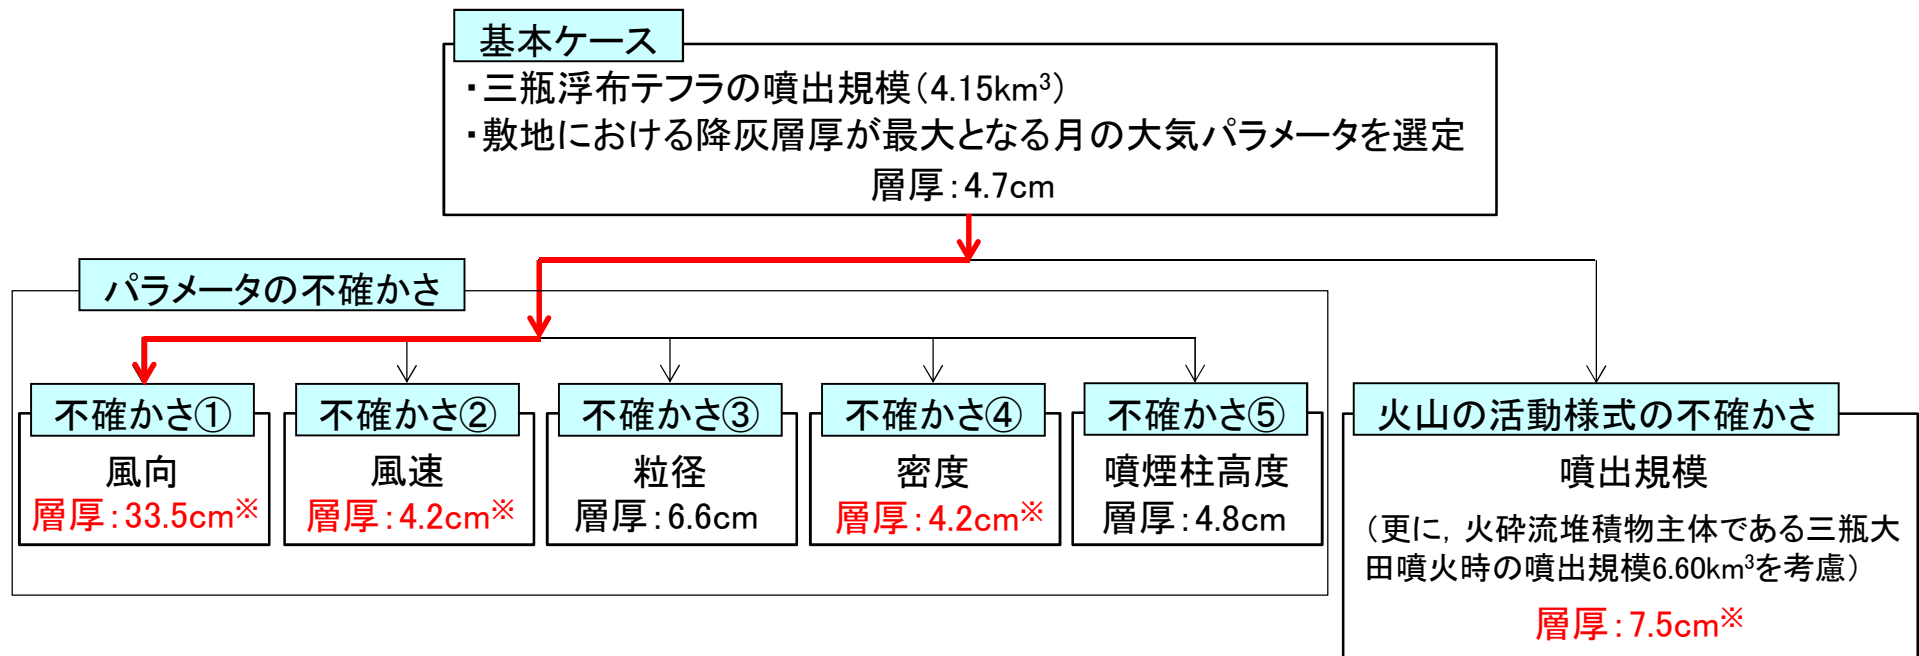 基本ケース
・三瓶浮布テフラの噴出規模（4.15km³）
・敷地における降灰層厚が最大となる月の大気パラメータを選定
層厚：4.7cm
パラメータの不確かさ
不確かさ①
風向
層厚：33.5cm※
不確かさ②
風速
層厚：4.2cm※
不確かさ③
粒径
層厚：6.6cm
不確かさ④
密度
層厚：4.2cm※
不確かさ⑤
噴煙柱高度
層厚：4.8cm
火山の活動様式の不確かさ
噴出規模
（更に，火砕流堆積物主体である三瓶大
田噴火時の噴出規模6.60km³を考慮）
層厚：7.5cm※